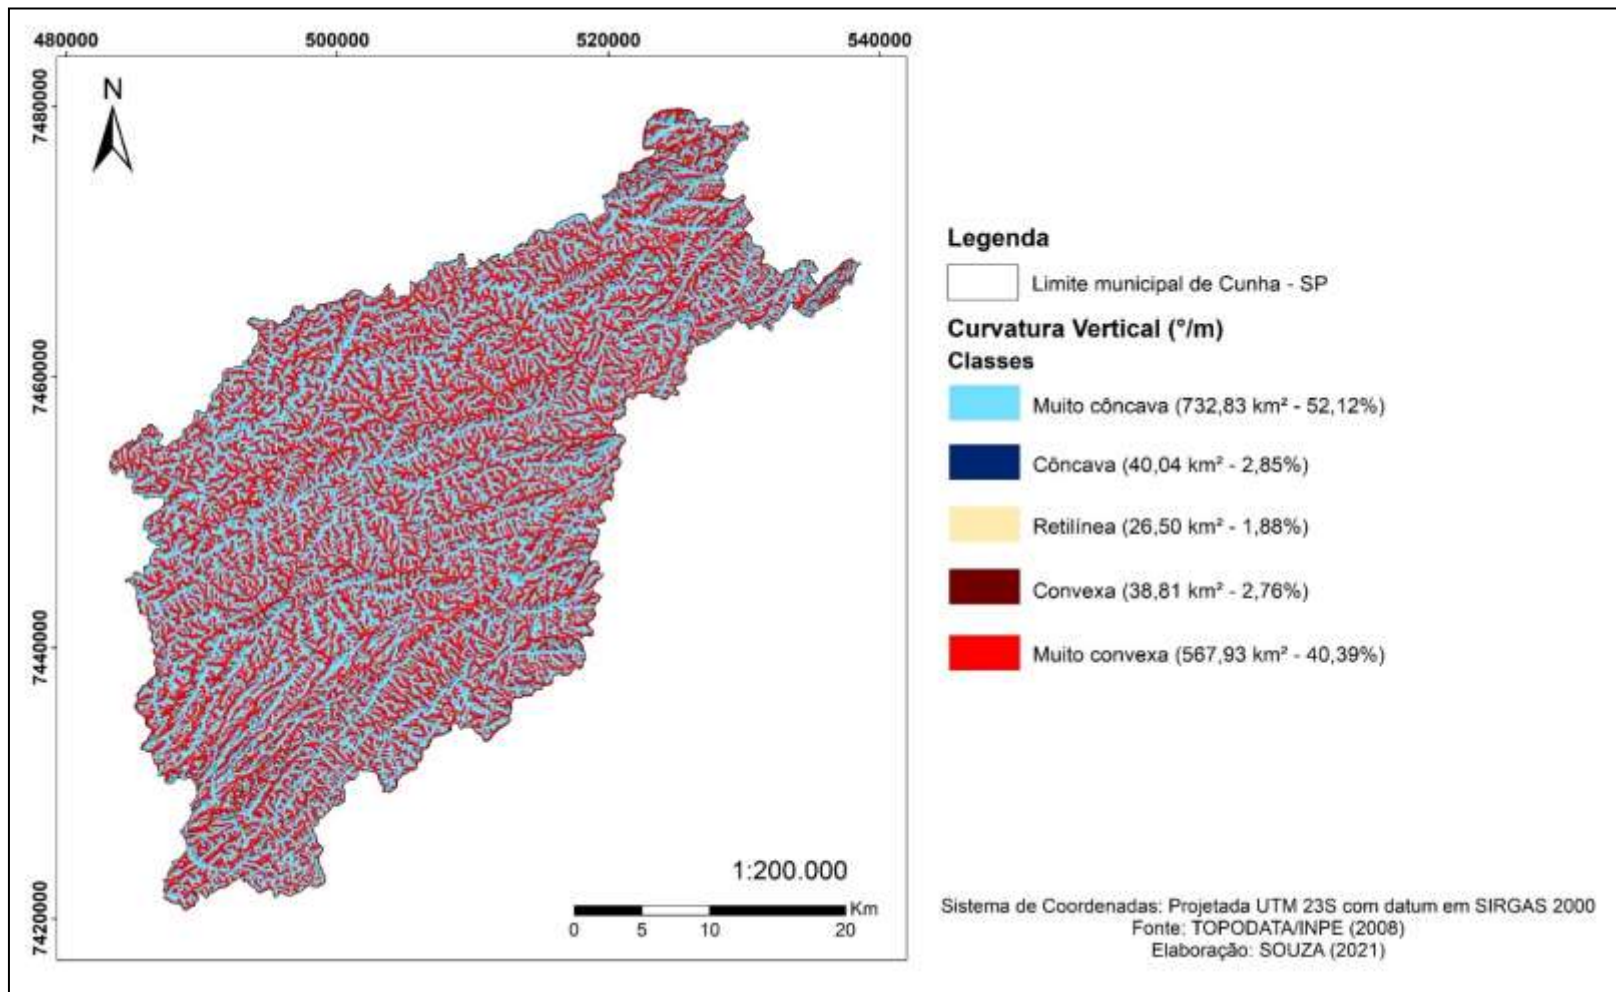 480000
500000
520000
540000
7480000
7460000
7440000
7420000
N
1:200.000
Km
0
5
10
20
Legenda
Limite municipal de Cunha - SP
Curvatura Vertical (°/m)
Classes
Muito côncava (732,83 km² - 52,12%)
Côncava (40,04 km² - 2,85%)
Retilínea (26,50 km² - 1,88%)
Convexa (38,81 km² - 2,76%)
Muito convexa (567,93 km² - 40,39%)
Sistema de Coordenadas: Projetada UTM 23S com datum em SIRGAS 2000
Fonte: TOPODATA/INPE (2008)
Elaboração: SOUZA (2021)